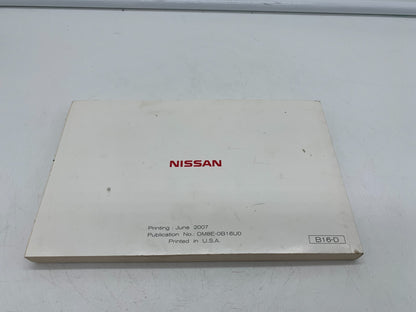 NISSAN
Printing : June 2007
Publication No.: OM8E-0B16U0
Printed in U.S.A.
B16-D